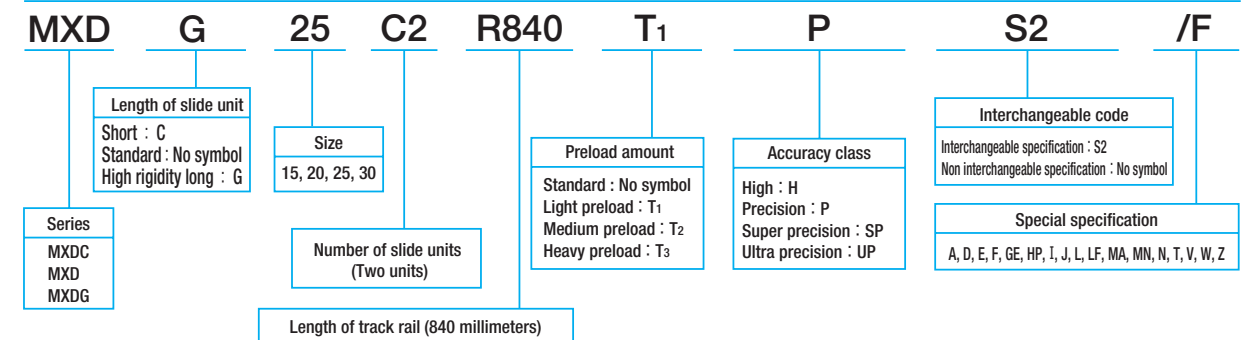 MXD G 25 C2 R840 T1 P S2 /F
Length of slide unit
Short : C
Standard : No symbol
High rigidity long : G
Size
15, 20, 25, 30
Interchangeable code
Interchangeable specification : S2
Non interchangeable specification : No symbol
Preload amount
Standard : No symbol
Light preload : T1
Medium preload : T2
Heavy preload : T3
Accuracy class
High : H
Precision : P
Super precision : SP
Ultra precision : UP
Series
MXDC
MXD
MXDG
Number of slide units
(Two units)
Special specification
A, D, E, F, GE, HP, I, J, L, LF, MA, MN, N, T, V, W, Z
Length of track rail (840 millimeters)